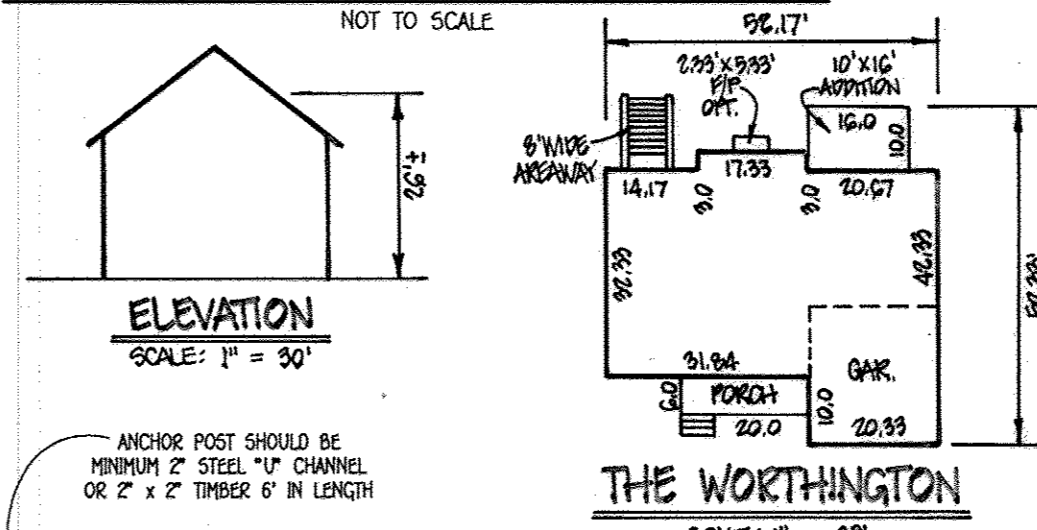 NOT TO SCALE
52.17'
2.33'x5.33'
F/P
OPT.
10'x16'
ADDITION
16.0
10.0
8' WIDE
AREAWAY
14.17
3.0
17.33
3.0
20.67
26'±
32.33
42.33
ELEVATION
SCALE: 1" = 30'
31.84
GAR.
6.0
PORCH
10.0
20.0
20.33
ANCHOR POST SHOULD BE
MINIMUM 2" STEEL "U" CHANNEL
OR 2" x 2" TIMBER 6' IN LENGTH
THE WORTHINGTON